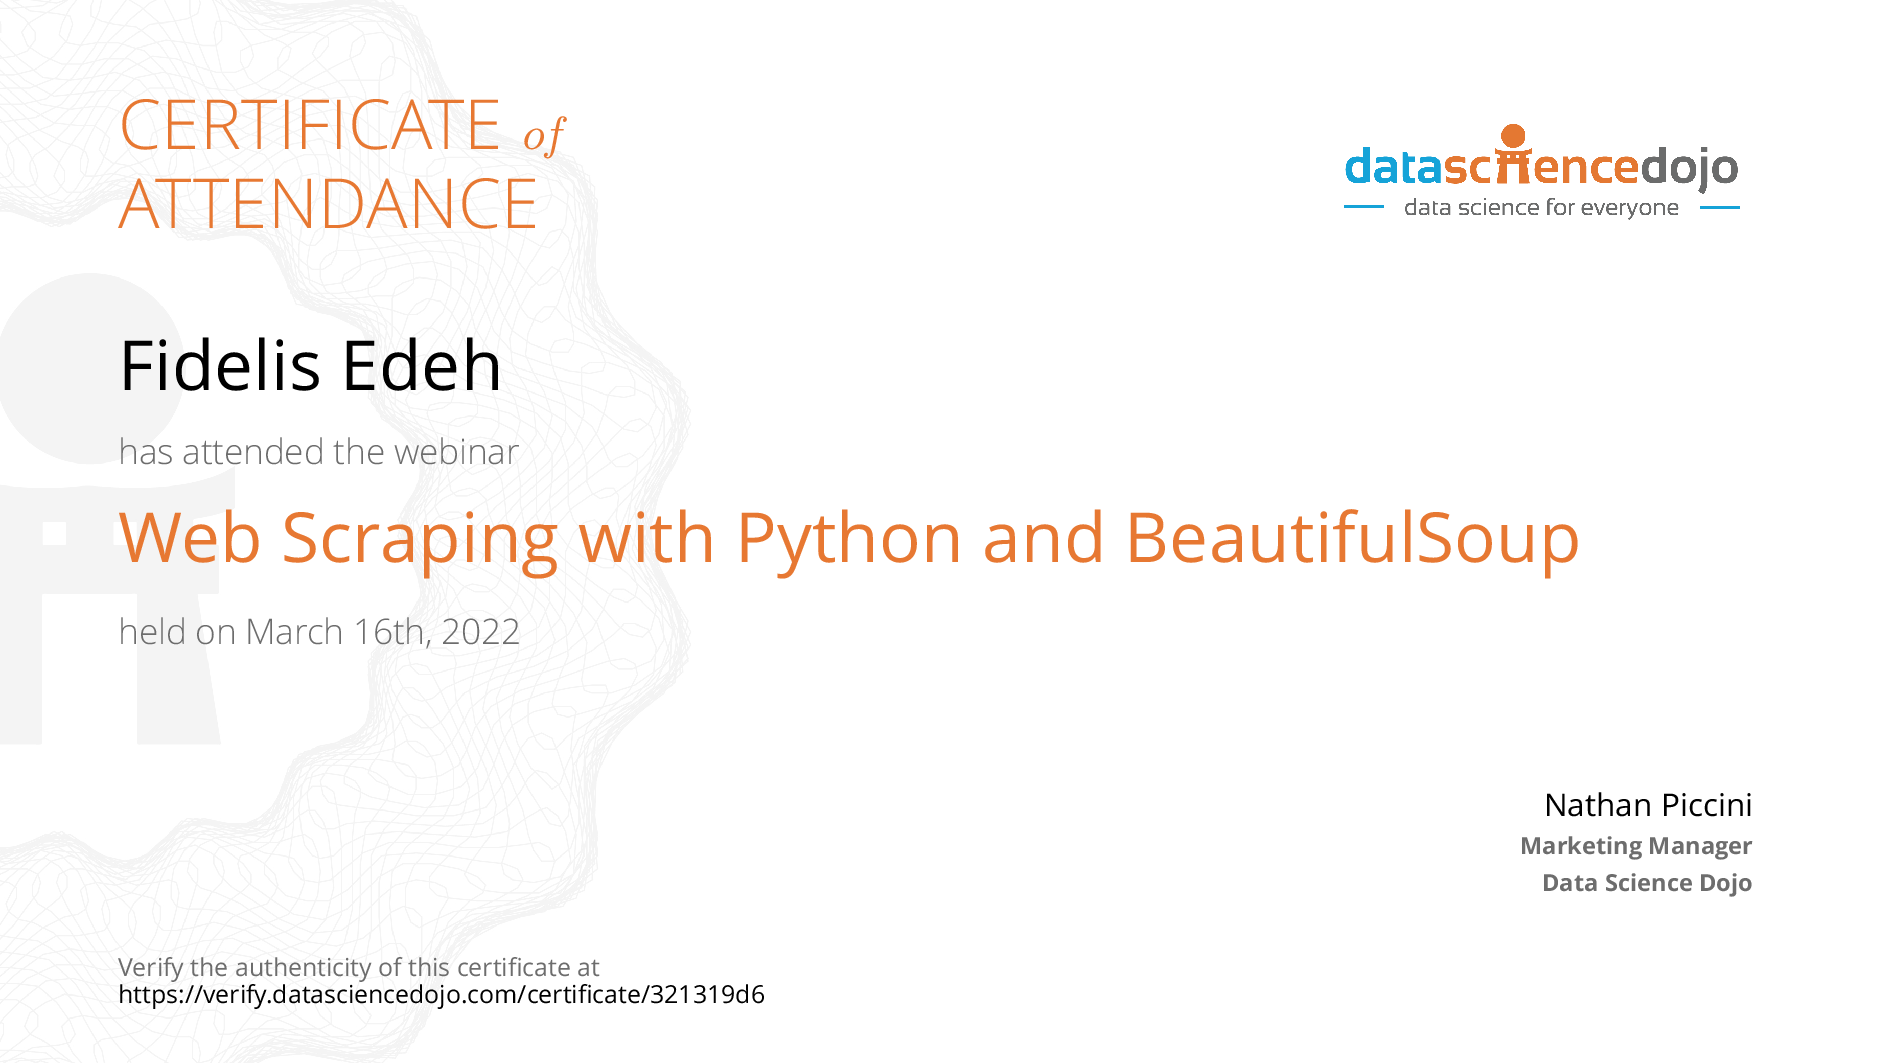 CERTIFICATE of
ATTENDANCE
datasciencedojo
data science for everyone
Fidelis Edeh
has attended the webinar
Web Scraping with Python and BeautifulSoup
held on March 16th, 2022
Nathan Piccini
Marketing Manager
Data Science Dojo
Verify the authenticity of this certificate at
https://verify.datasciencedojo.com/certificate/321319d6